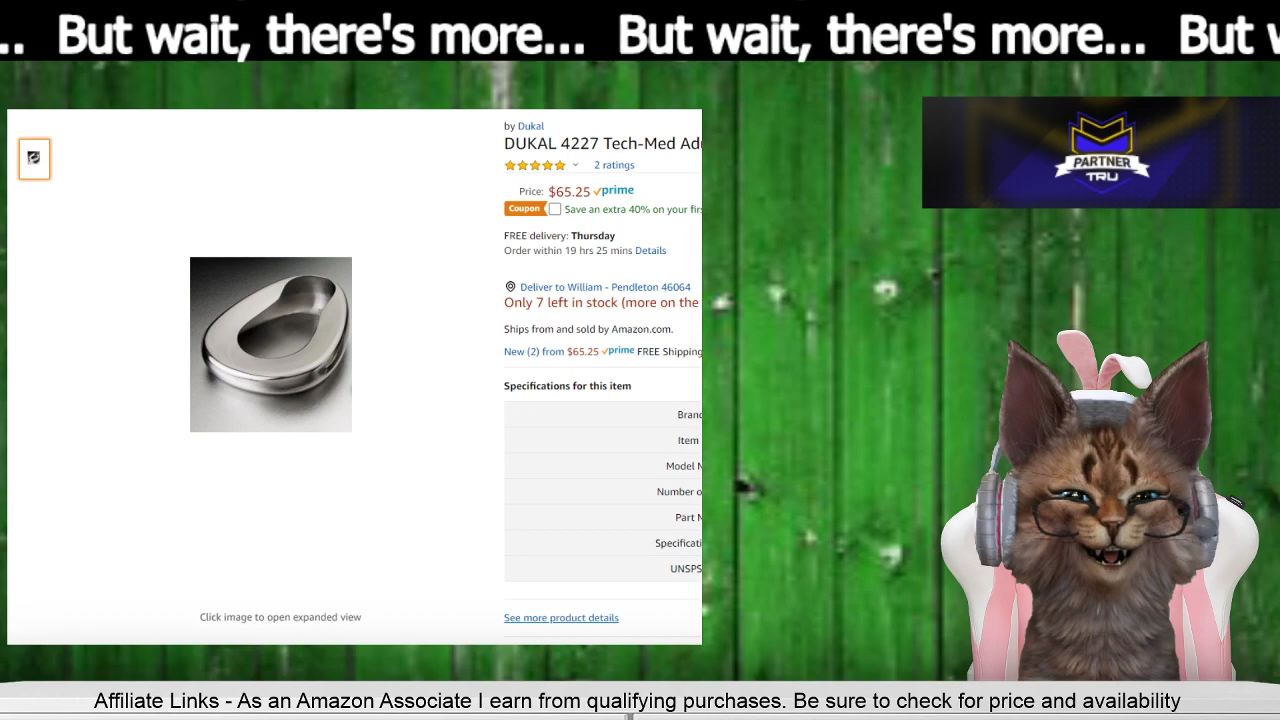 .. But wait, there's more... But wait, there's more... But w
by Dukal
DUKAL 4227 Tech-Med Adu
2 ratings
Price: $65.25 prime
Coupon Save an extra 40% on your firs
FREE delivery: Thursday
Order within 19 hrs 25 mins Details
Deliver to William - Pendleton 46064
Only 7 left in stock (more on the
Ships from and sold by Amazon.com.
New (2) from $65.25 prime FREE Shipping
Specifications for this item
Brand
Item
Model N
Number o
Part N
Specificati
UNSPS
Click image to open expanded view
See more product details
PARTNER
TRU
Affiliate Links - As an Amazon Associate I earn from qualifying purchases. Be sure to check for price and availability